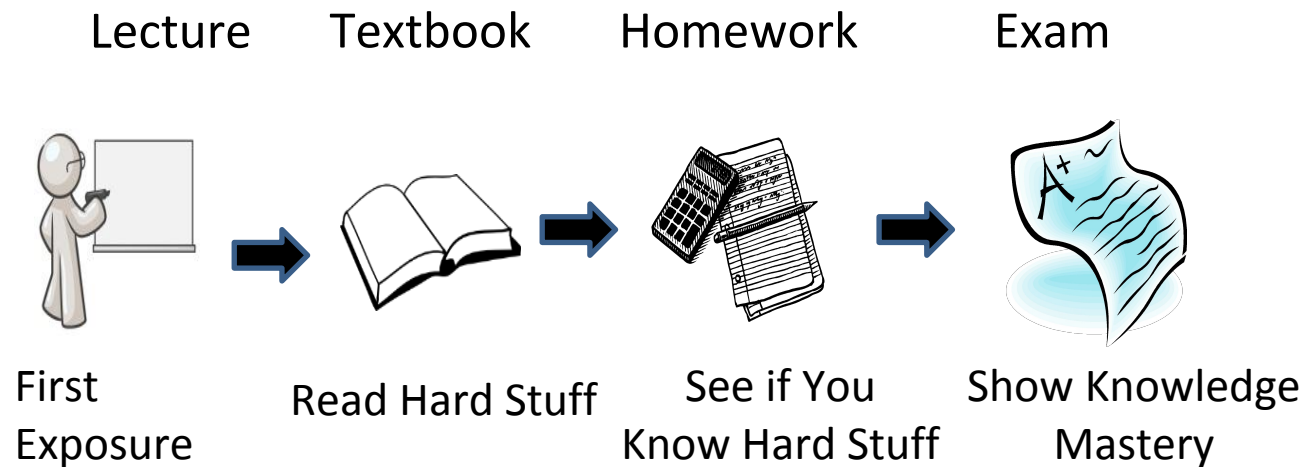 Lecture Textbook Homework Exam
A+
First
Exposure
Read Hard Stuff
See if You
Know Hard Stuff
Show Knowledge
Mastery